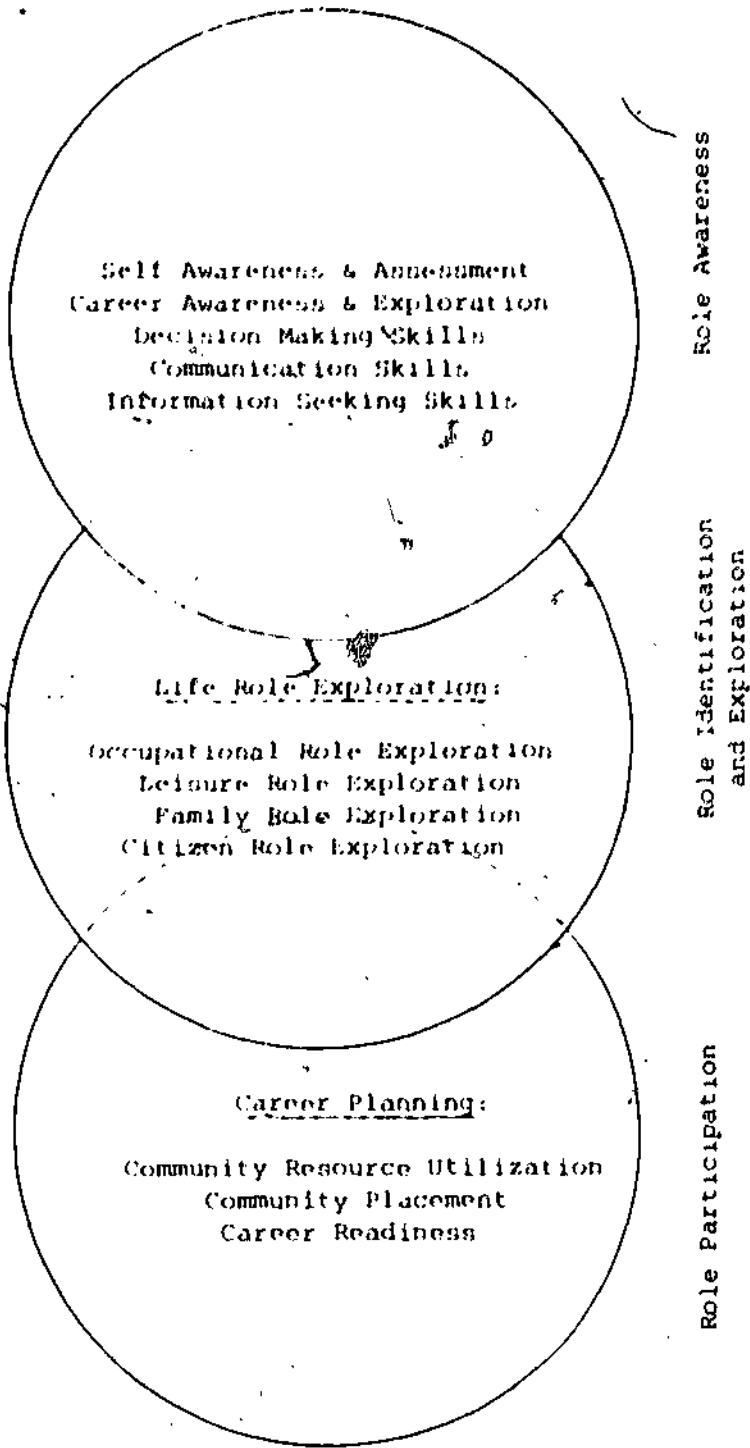 Self Awareness & Assessment
Career Awareness & Exploration
Decision Making Skills
Communication Skills
Information Seeking Skills
Role Awareness
Life Role Exploration:
Occupational Role Exploration
Leisure Role Exploration
Family Role Exploration
Citizen Role Exploration
Role Identification
and Exploration
Career Planning:
Community Resource Utilization
Community Placement
Career Readiness
Role Participation